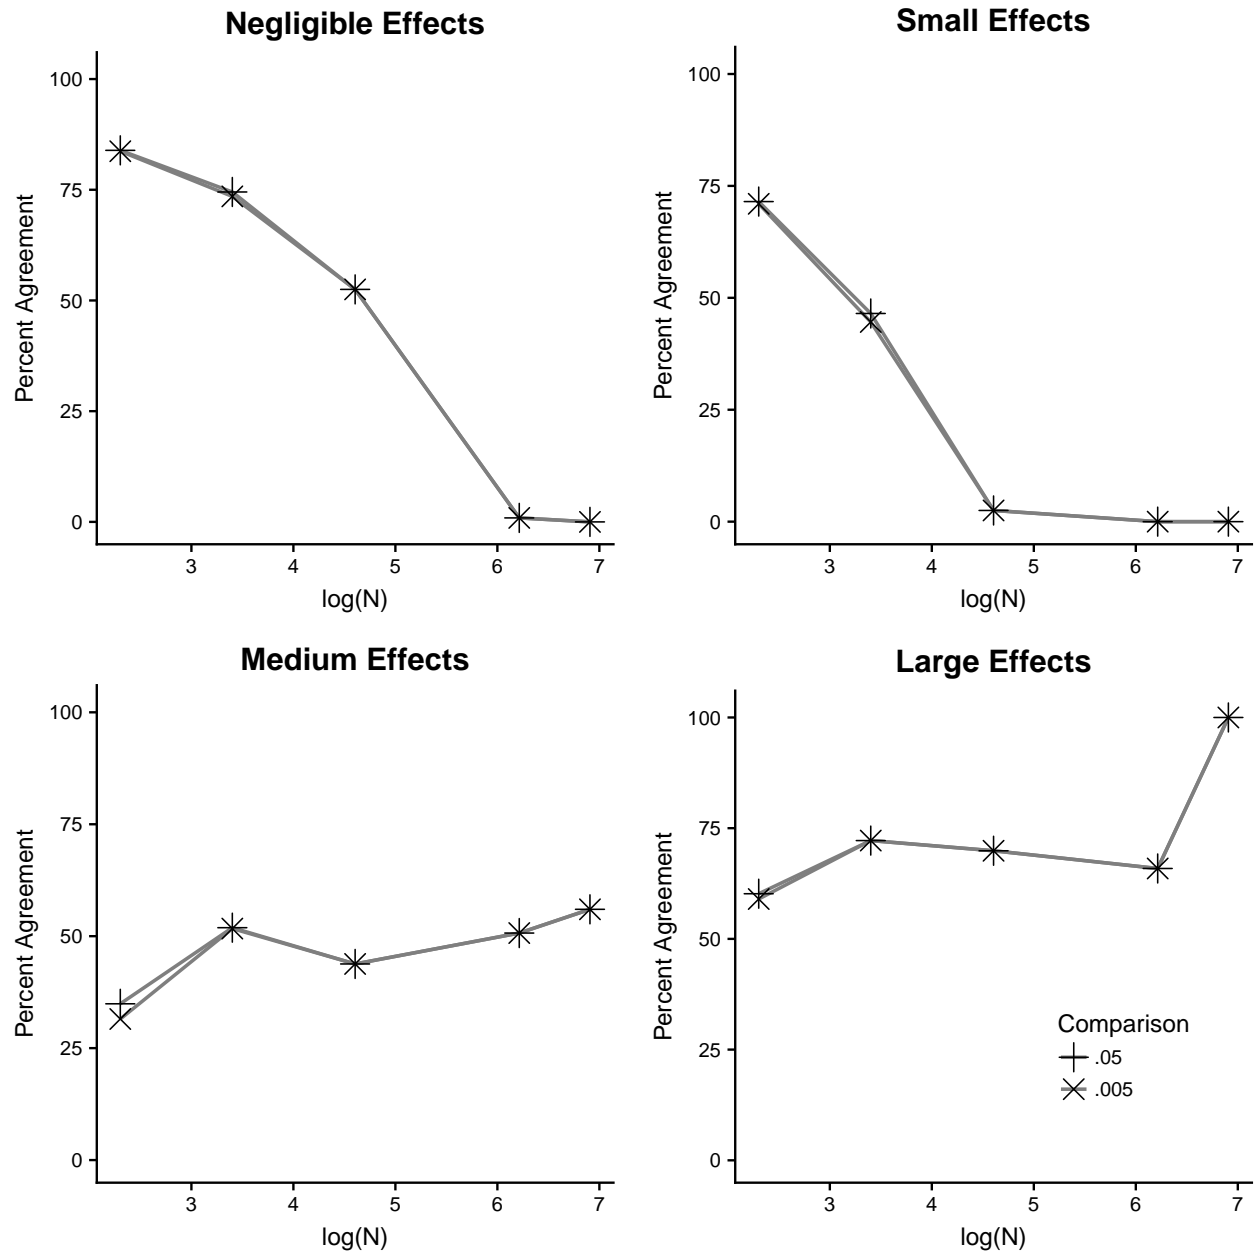 Negligible Effects
Percent Agreement
100
75
50
25
0
3 4 5 6 7
log(N)
Small Effects
Percent Agreement
100
75
50
25
0
3 4 5 6 7
log(N)
Medium Effects
Percent Agreement
100
75
50
25
0
3 4 5 6 7
log(N)
Large Effects
Percent Agreement
100
75
50
25
0
Comparison
.05
.005
3 4 5 6 7
log(N)